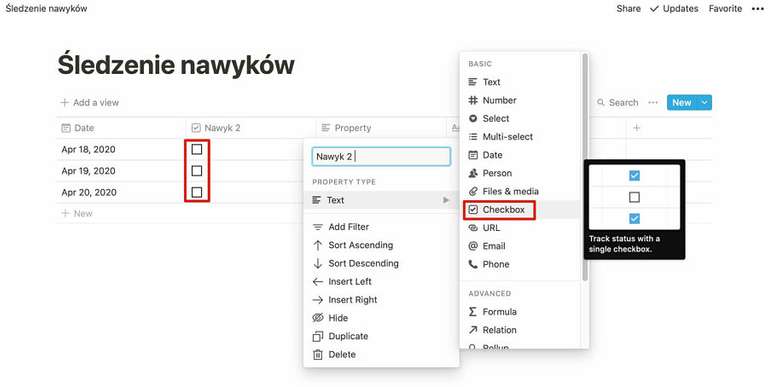 Śledzenie nawyków
Share
Updates
Favorite
Śledzenie nawyków
Add a view
Search
New
Date
Nawyk 2
Property
Apr 18, 2020
Apr 19, 2020
Apr 20, 2020
New
Nawyk 2
PROPERTY TYPE
Text
Add Filter
Sort Ascending
Sort Descending
Insert Left
Insert Right
Hide
Duplicate
Delete
BASIC
Text
Number
Select
Multi-select
Date
Person
Files & media
Checkbox
URL
Email
Phone
ADVANCED
Formula
Relation
Rollup
Track status with a
single checkbox.